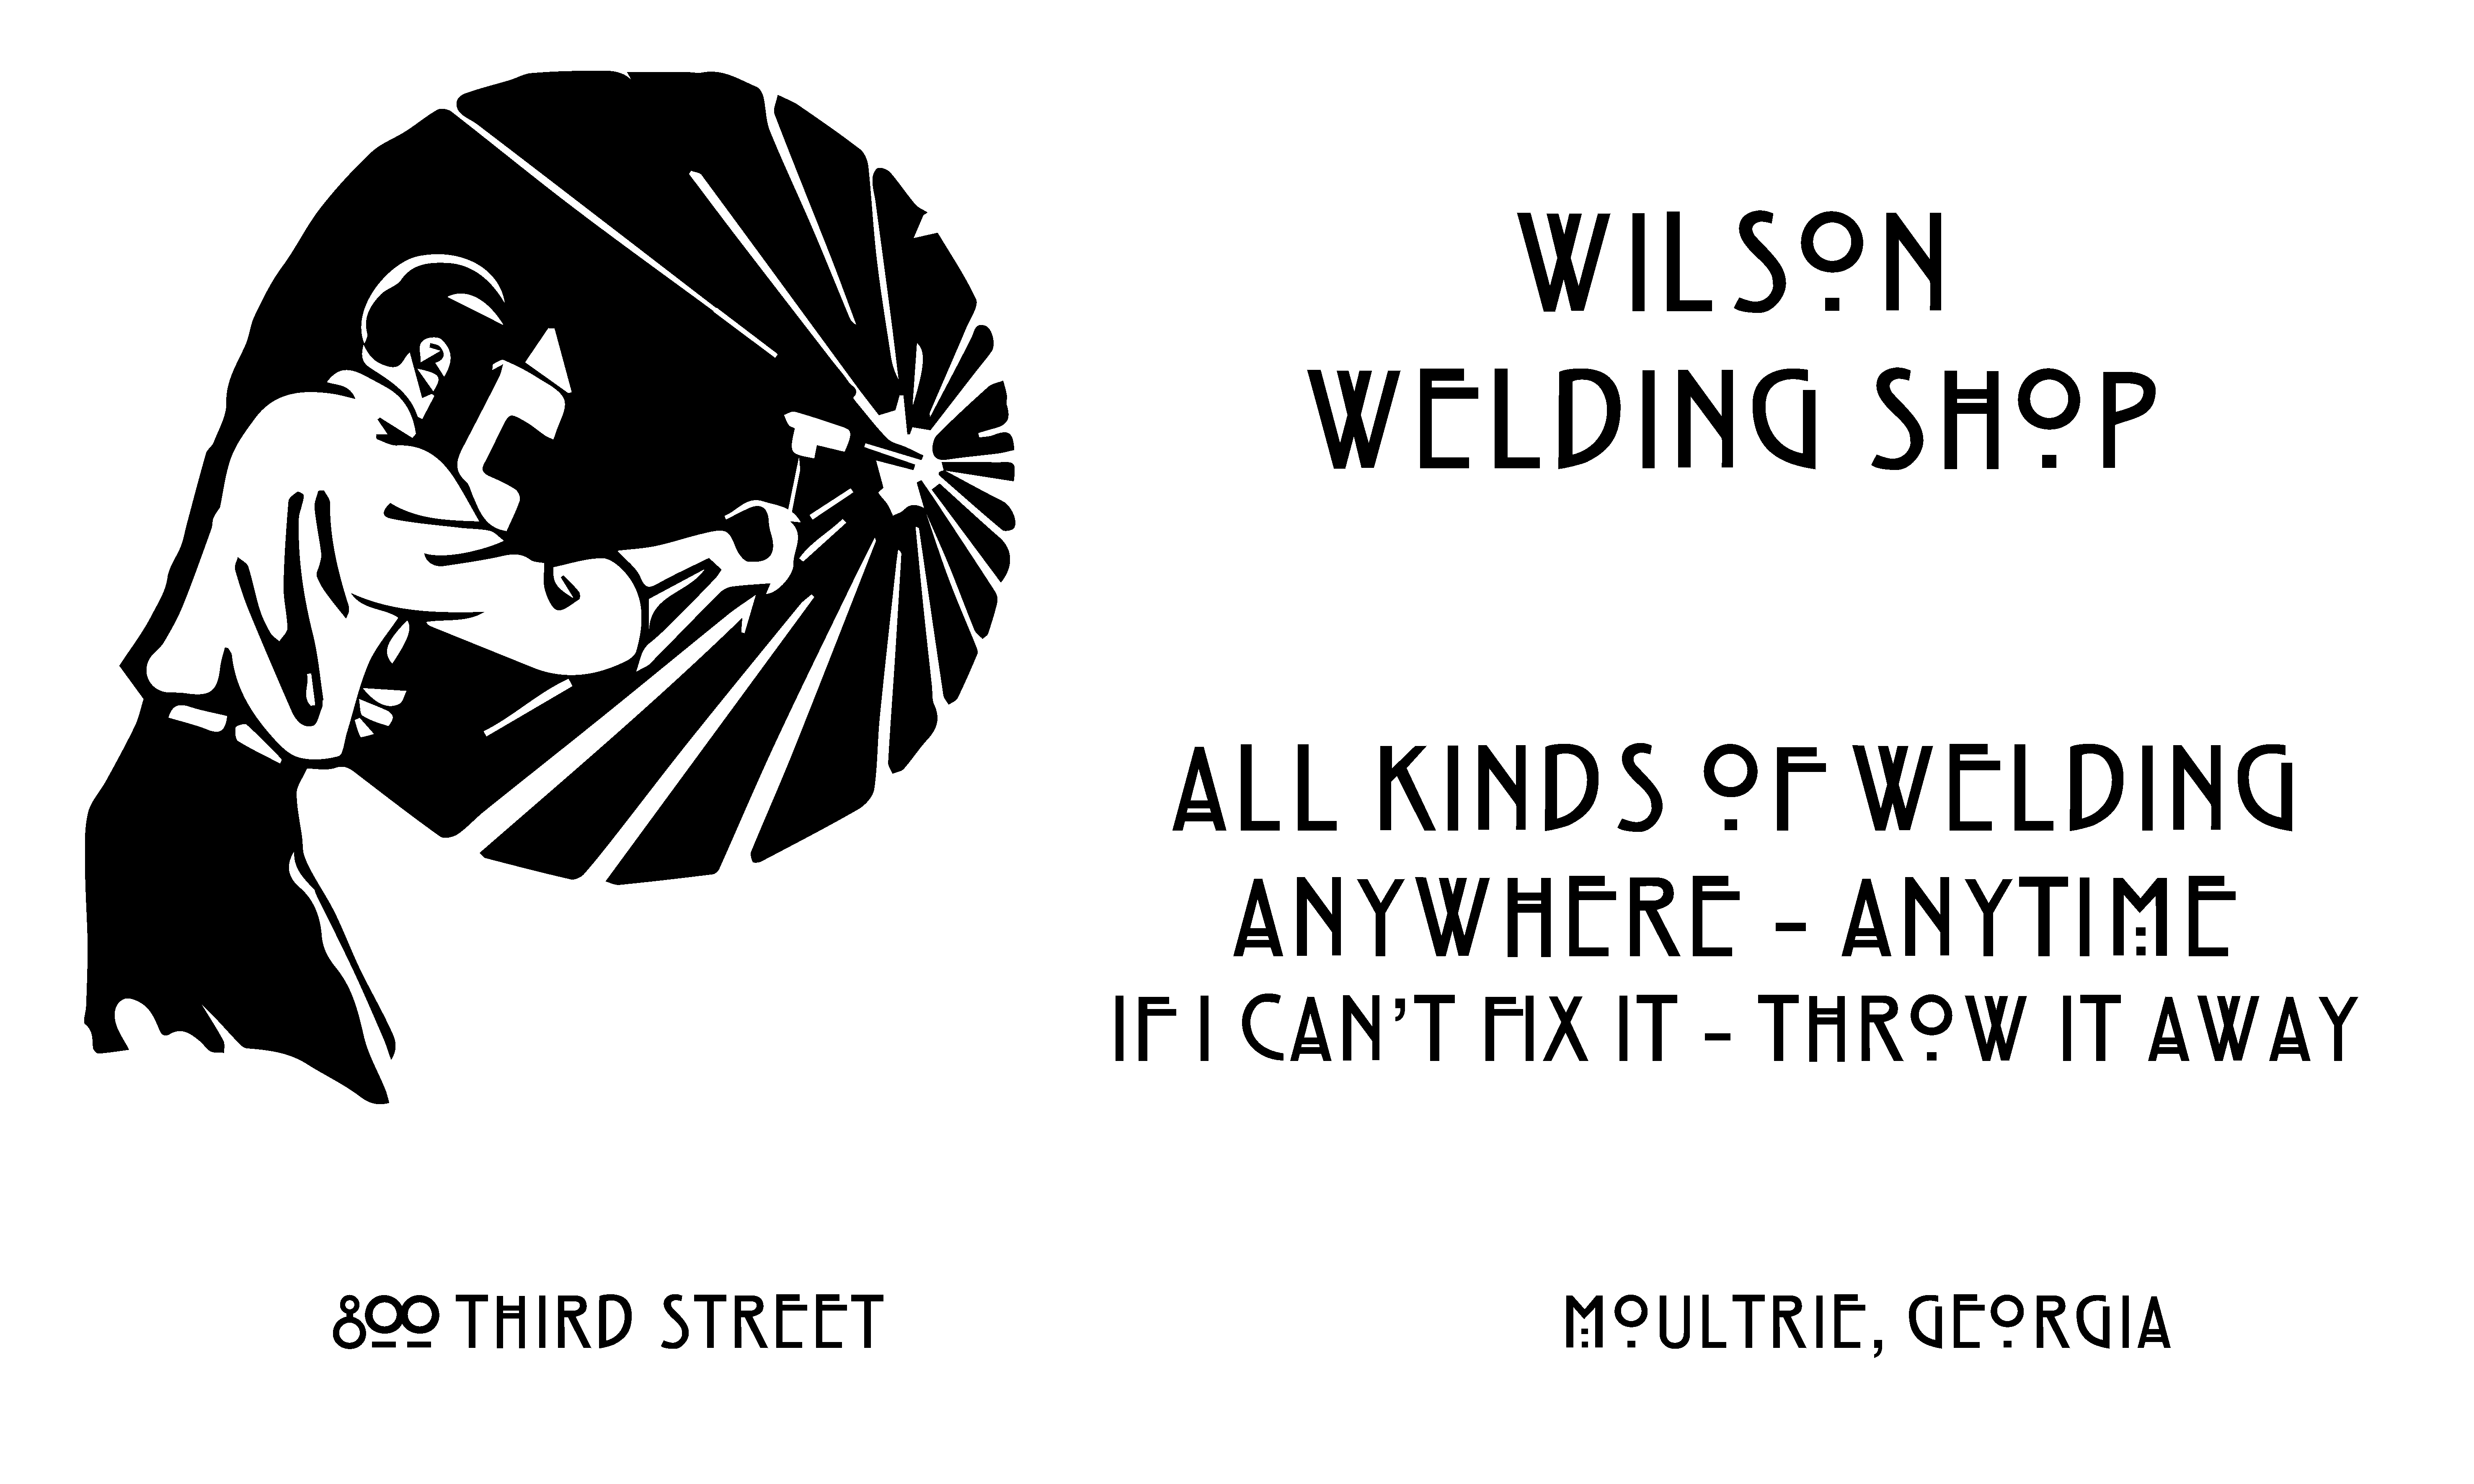 WILSON
WELDING SHOP
ALL KINDS OF WELDING
ANYWHERE - ANYTIME
IF I CAN'T FIX IT - THROW IT AWAY
800 THIRD STREET
MOULTRIE, GEORGIA